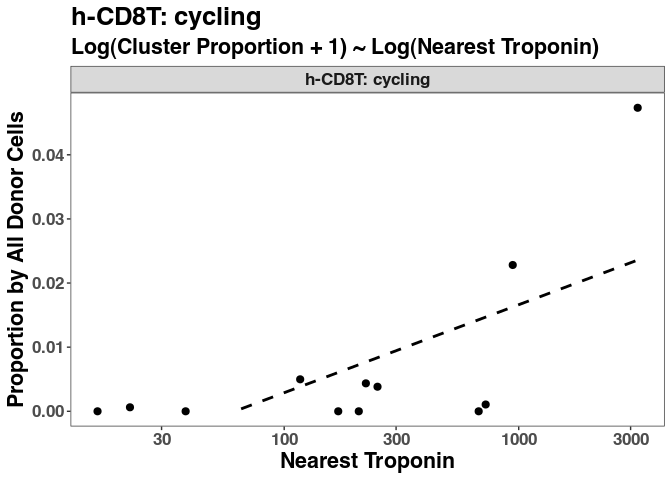 h-CD8T: cycling
Log(Cluster Proportion + 1) ~ Log(Nearest Troponin)
h-CD8T: cycling
Proportion by All Donor Cells
0.04
0.03
0.02
0.01
0.00
30 100 300 1000 3000
Nearest Troponin